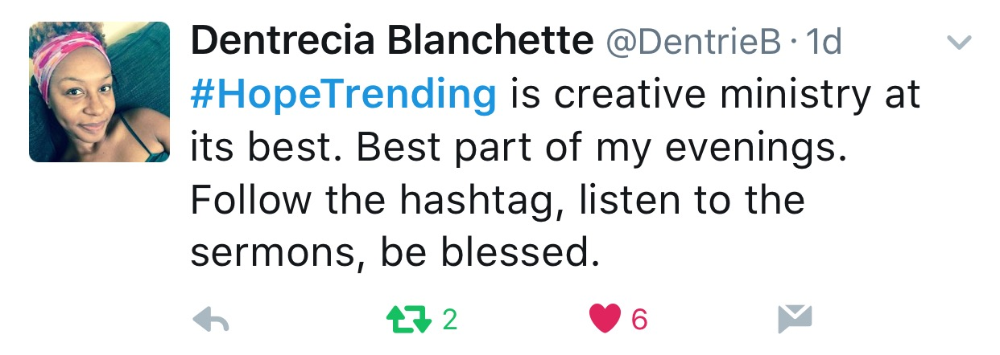 Dentrecia Blanchette @DentrieB · 1d
#HopeTrending is creative ministry at
its best. Best part of my evenings.
Follow the hashtag, listen to the
sermons, be blessed.
2 6